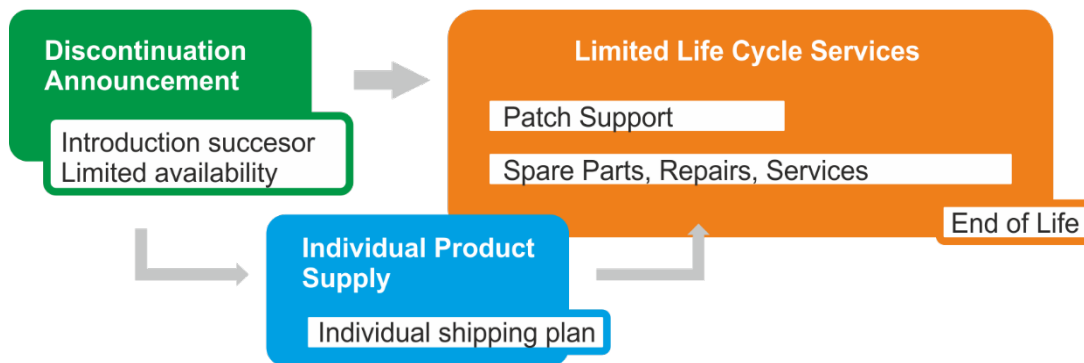 Discontinuation
Announcement
Introduction succesor
Limited availability
Limited Life Cycle Services
Patch Support
Spare Parts, Repairs, Services
End of Life
Individual Product
Supply
Individual shipping plan